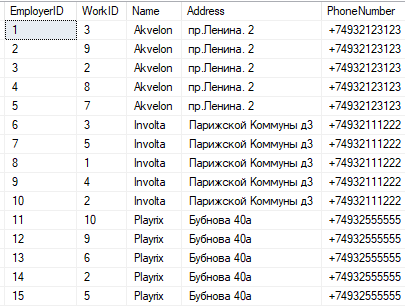 EmployerID WorkID Name Address PhoneNumber
1 3 Akvelon пр.Ленина. 2 +74932123123
2 9 Akvelon пр.Ленина. 2 +74932123123
3 2 Akvelon пр.Ленина. 2 +74932123123
4 8 Akvelon пр.Ленина. 2 +74932123123
5 7 Akvelon пр.Ленина. 2 +74932123123
6 3 Involta Парижской Коммуны д3 +74932111222
7 5 Involta Парижской Коммуны д3 +74932111222
8 1 Involta Парижской Коммуны д3 +74932111222
9 4 Involta Парижской Коммуны д3 +74932111222
10 2 Involta Парижской Коммуны д3 +74932111222
11 10 Playrix Бубнова 40а +74932555555
12 9 Playrix Бубнова 40а +74932555555
13 6 Playrix Бубнова 40а +74932555555
14 2 Playrix Бубнова 40а +74932555555
15 5 Playrix Бубнова 40а +74932555555